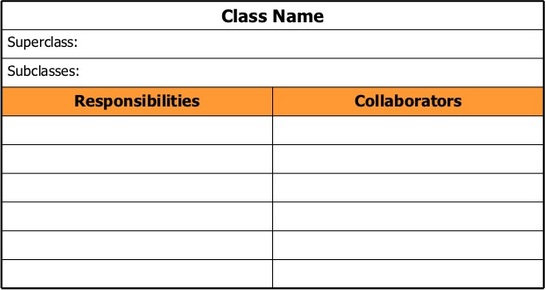 Class Name
Superclass:
Subclasses:
Responsibilities Collaborators